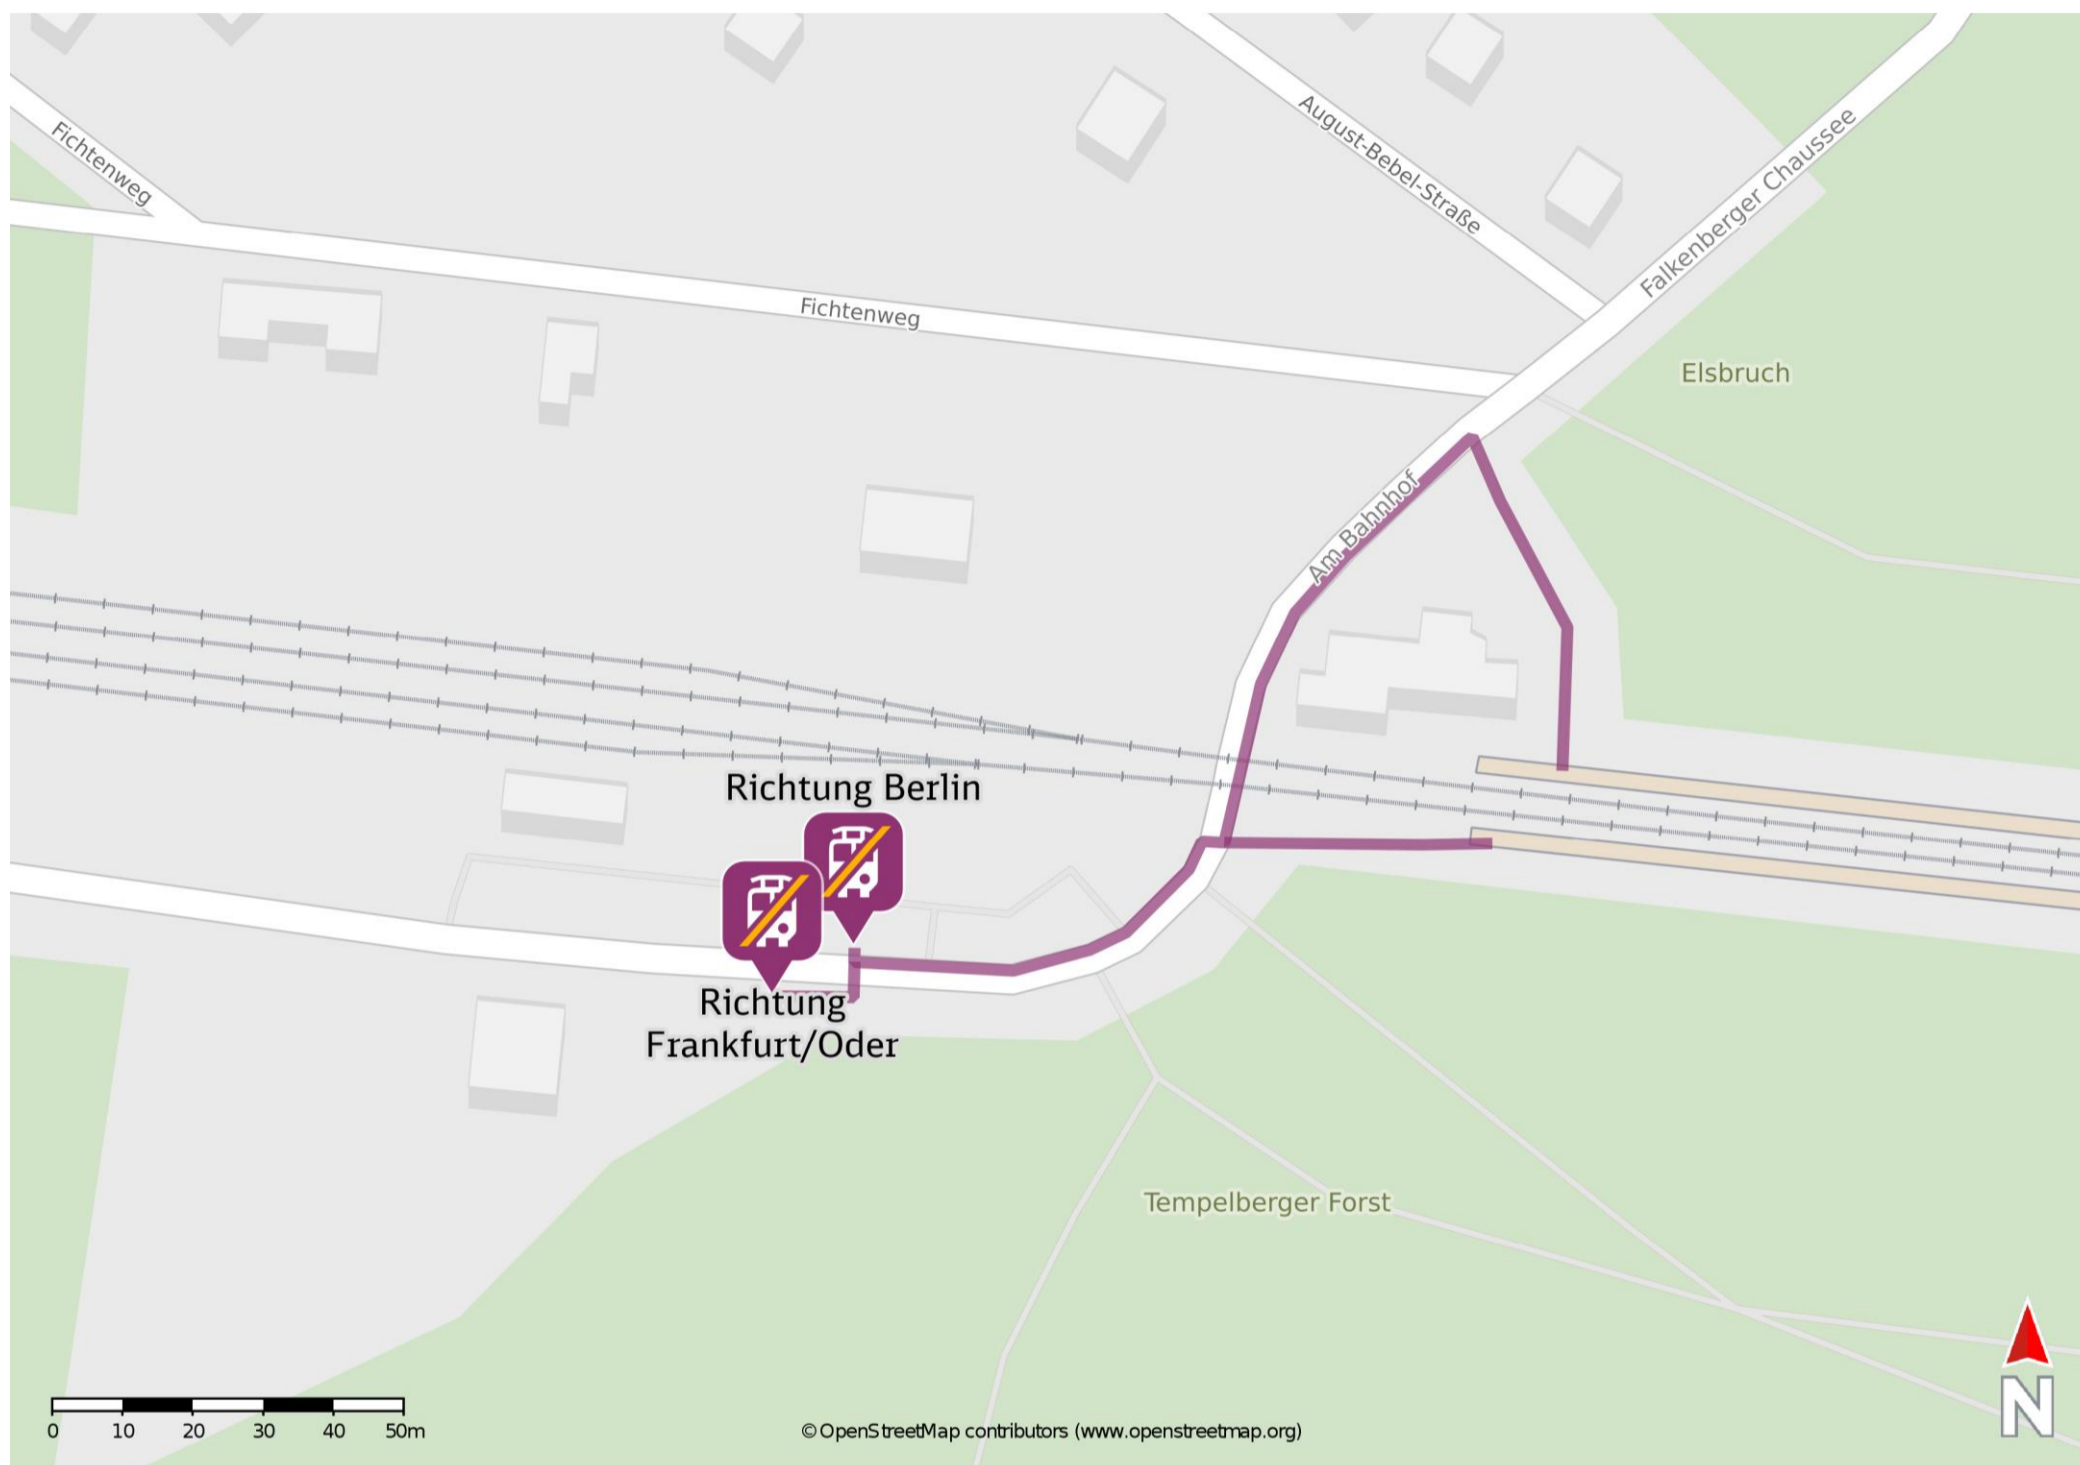 August-Bebel-Straße
Falkenberger Chaussee
Fichtenweg
Fichtenweg
Elsbruch
Am Bahnhof
Richtung Berlin
Richtung
Frankfurt/Oder
Tempelberger Forst
N
0 10 20 30 40 50m
© OpenStreetMap contributors (www.openstreetmap.org)